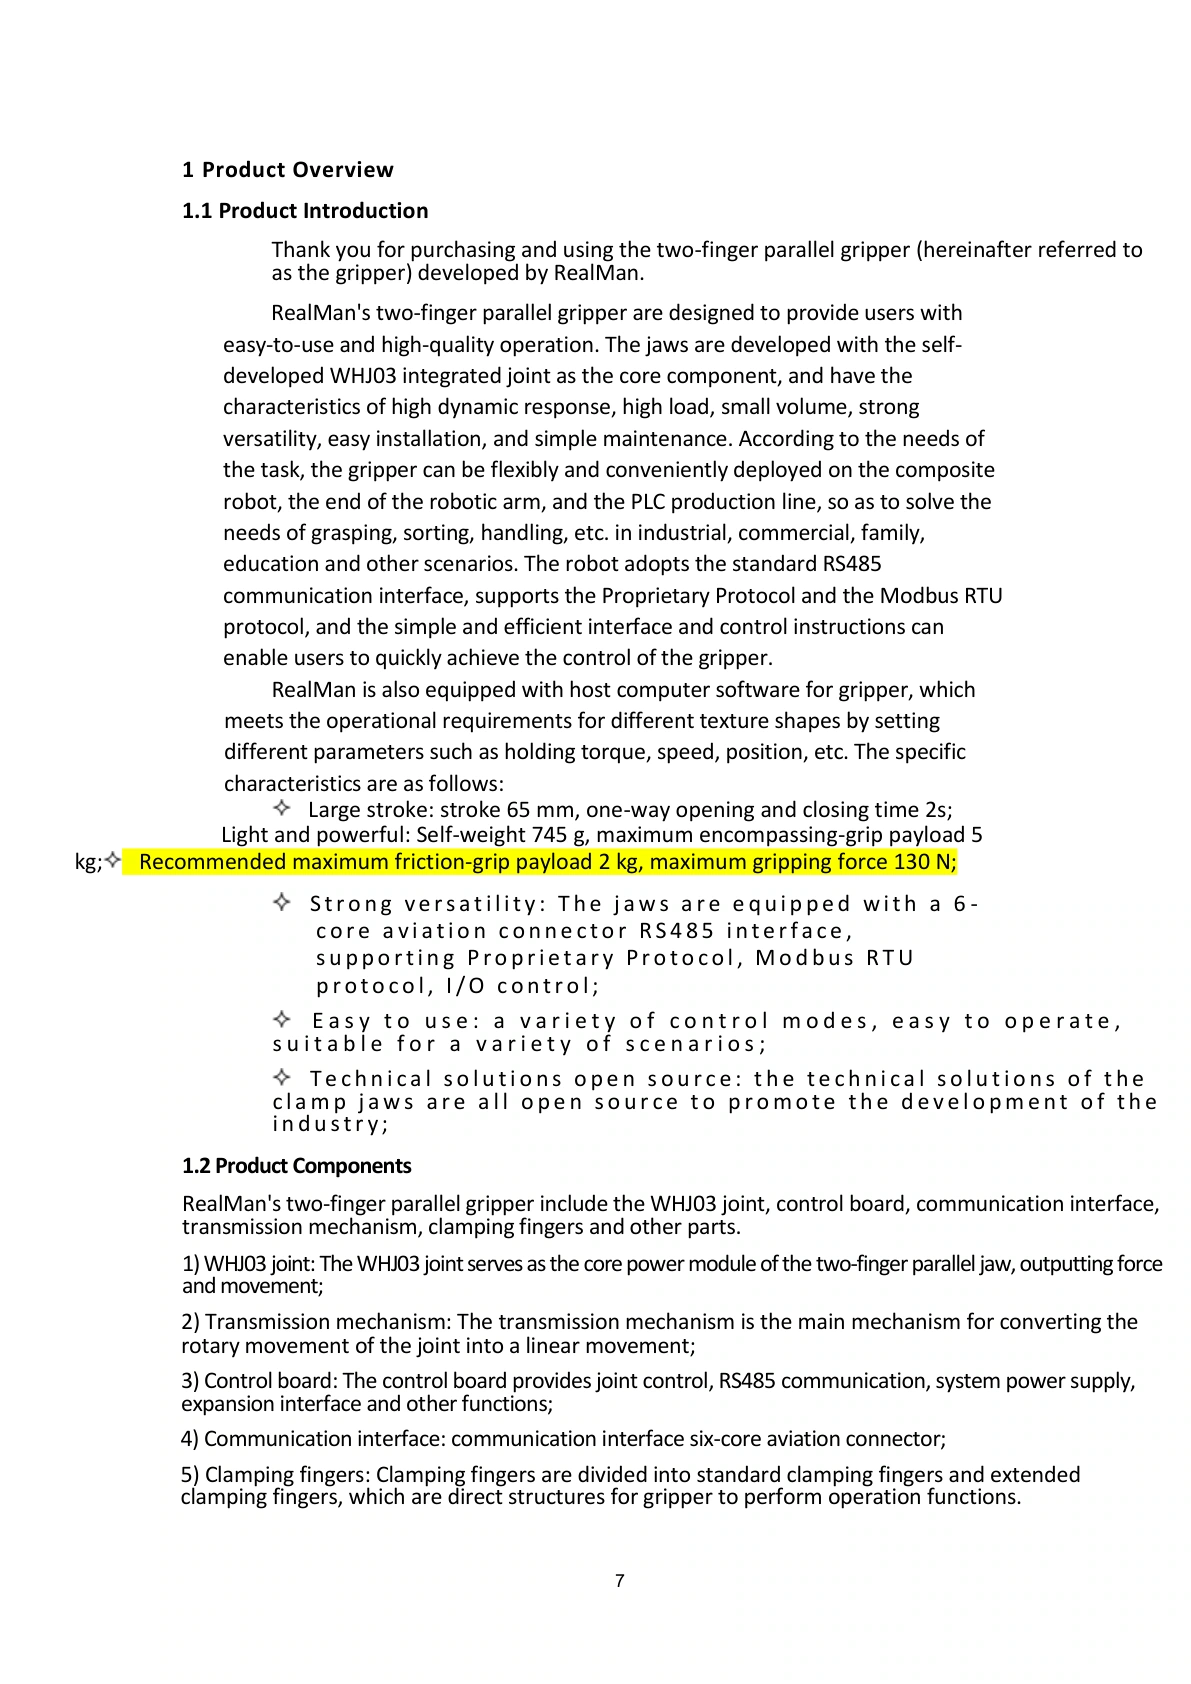 1 Product Overview
1.1 Product Introduction
Thank you for purchasing and using the two-finger parallel gripper (hereinafter referred to
as the gripper) developed by RealMan.
RealMan's two-finger parallel gripper are designed to provide users with
easy-to-use and high-quality operation. The jaws are developed with the self-
developed WHJ03 integrated joint as the core component, and have the
characteristics of high dynamic response, high load, small volume, strong
versatility, easy installation, and simple maintenance. According to the needs of
the task, the gripper can be flexibly and conveniently deployed on the composite
robot, the end of the robotic arm, and the PLC production line, so as to solve the
needs of grasping, sorting, handling, etc. in industrial, commercial, family,
education and other scenarios. The robot adopts the standard RS485
communication interface, supports the Proprietary Protocol and the Modbus RTU
protocol, and the simple and efficient interface and control instructions can
enable users to quickly achieve the control of the gripper.
RealMan is also equipped with host computer software for gripper, which
meets the operational requirements for different texture shapes by setting
different parameters such as holding torque, speed, position, etc. The specific
characteristics are as follows:
✧ Large stroke: stroke 65 mm, one-way opening and closing time 2s;
Light and powerful: Self-weight 745 g, maximum encompassing-grip payload 5
kg;✧ Recommended maximum friction-grip payload 2 kg, maximum gripping force 130 N;
✧ Strong versatility: The jaws are equipped with a 6-
core aviation connector RS485 interface,
supporting Proprietary Protocol, Modbus RTU
protocol, I/O control;
✧ Easy to use: a variety of control modes, easy to operate,
suitable for a variety of scenarios;
✧ Technical solutions open source: the technical solutions of the
clamp jaws are all open source to promote the development of the
industry;
1.2 Product Components
RealMan's two-finger parallel gripper include the WHJ03 joint, control board, communication interface,
transmission mechanism, clamping fingers and other parts.
1) WHJ03 joint: The WHJ03 joint serves as the core power module of the two-finger parallel jaw, outputting force
and movement;
2) Transmission mechanism: The transmission mechanism is the main mechanism for converting the
rotary movement of the joint into a linear movement;
3) Control board: The control board provides joint control, RS485 communication, system power supply,
expansion interface and other functions;
4) Communication interface: communication interface six-core aviation connector;
5) Clamping fingers: Clamping fingers are divided into standard clamping fingers and extended
clamping fingers, which are direct structures for gripper to perform operation functions.
7